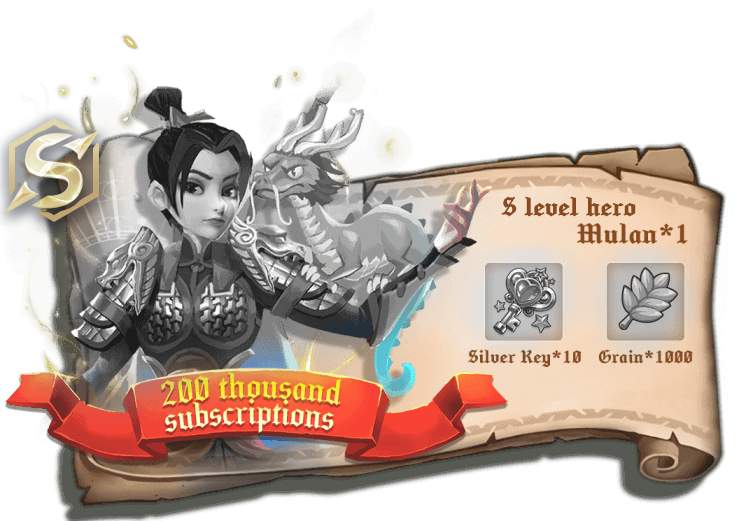 S
S level hero
Mulan*1
Silver Key*10
Grain*1000
200 thousand
subscriptions